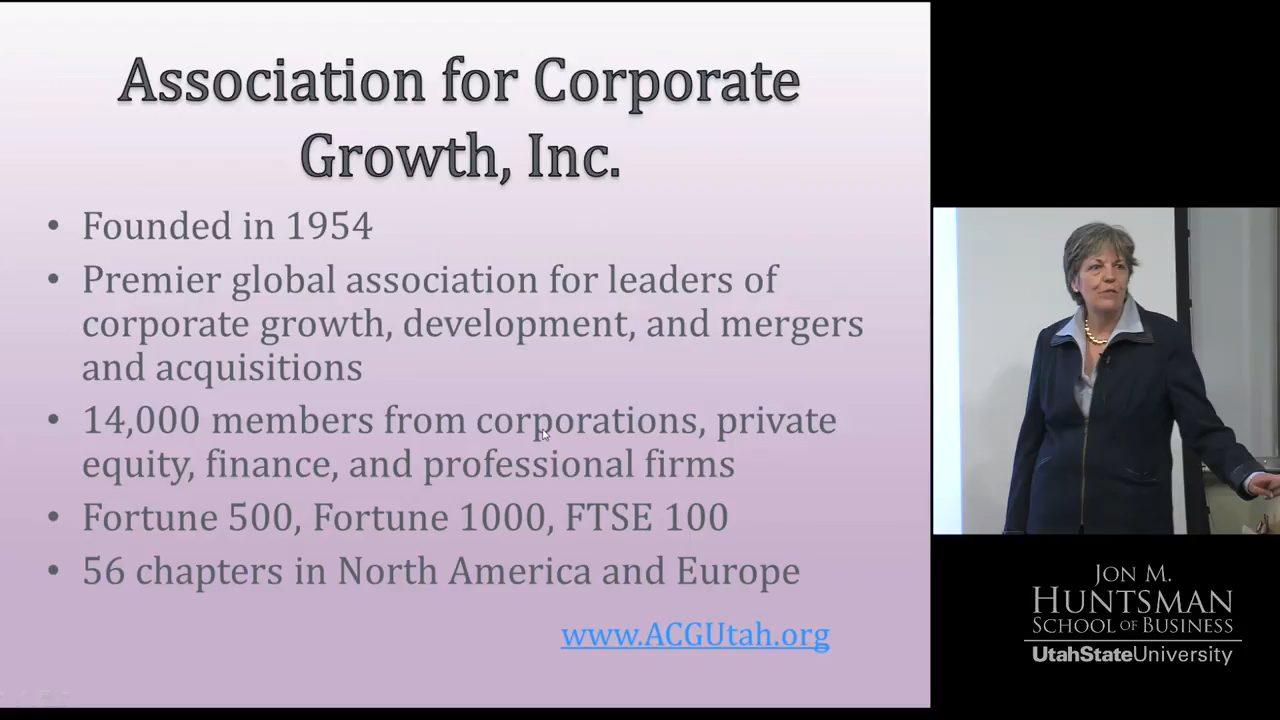 Association for Corporate
Growth, Inc.
• Founded in 1954
• Premier global association for leaders of
corporate growth, development, and mergers
and acquisitions
• 14,000 members from corporations, private
equity, finance, and professional firms
• Fortune 500, Fortune 1000, FTSE 100
• 56 chapters in North America and Europe
www.ACGUtah.org
JON M.
HUNTSMAN
SCHOOL OF BUSINESS
UtahStateUniversity